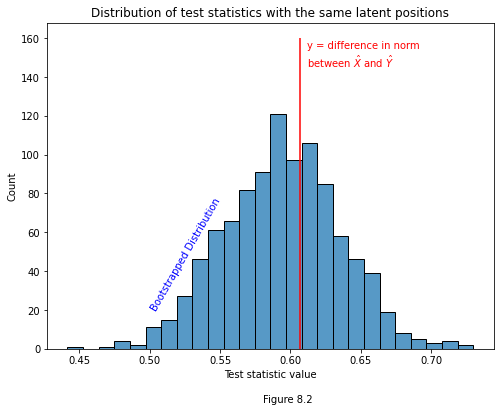 Distribution of test statistics with the same latent positions
160
140
120
100
80
60
40
20
0
Count
y = difference in norm
between X̂ and Ŷ
Bootstrapped Distribution
0.45
0.50
0.55
0.60
0.65
0.70
Test statistic value
Figure 8.2